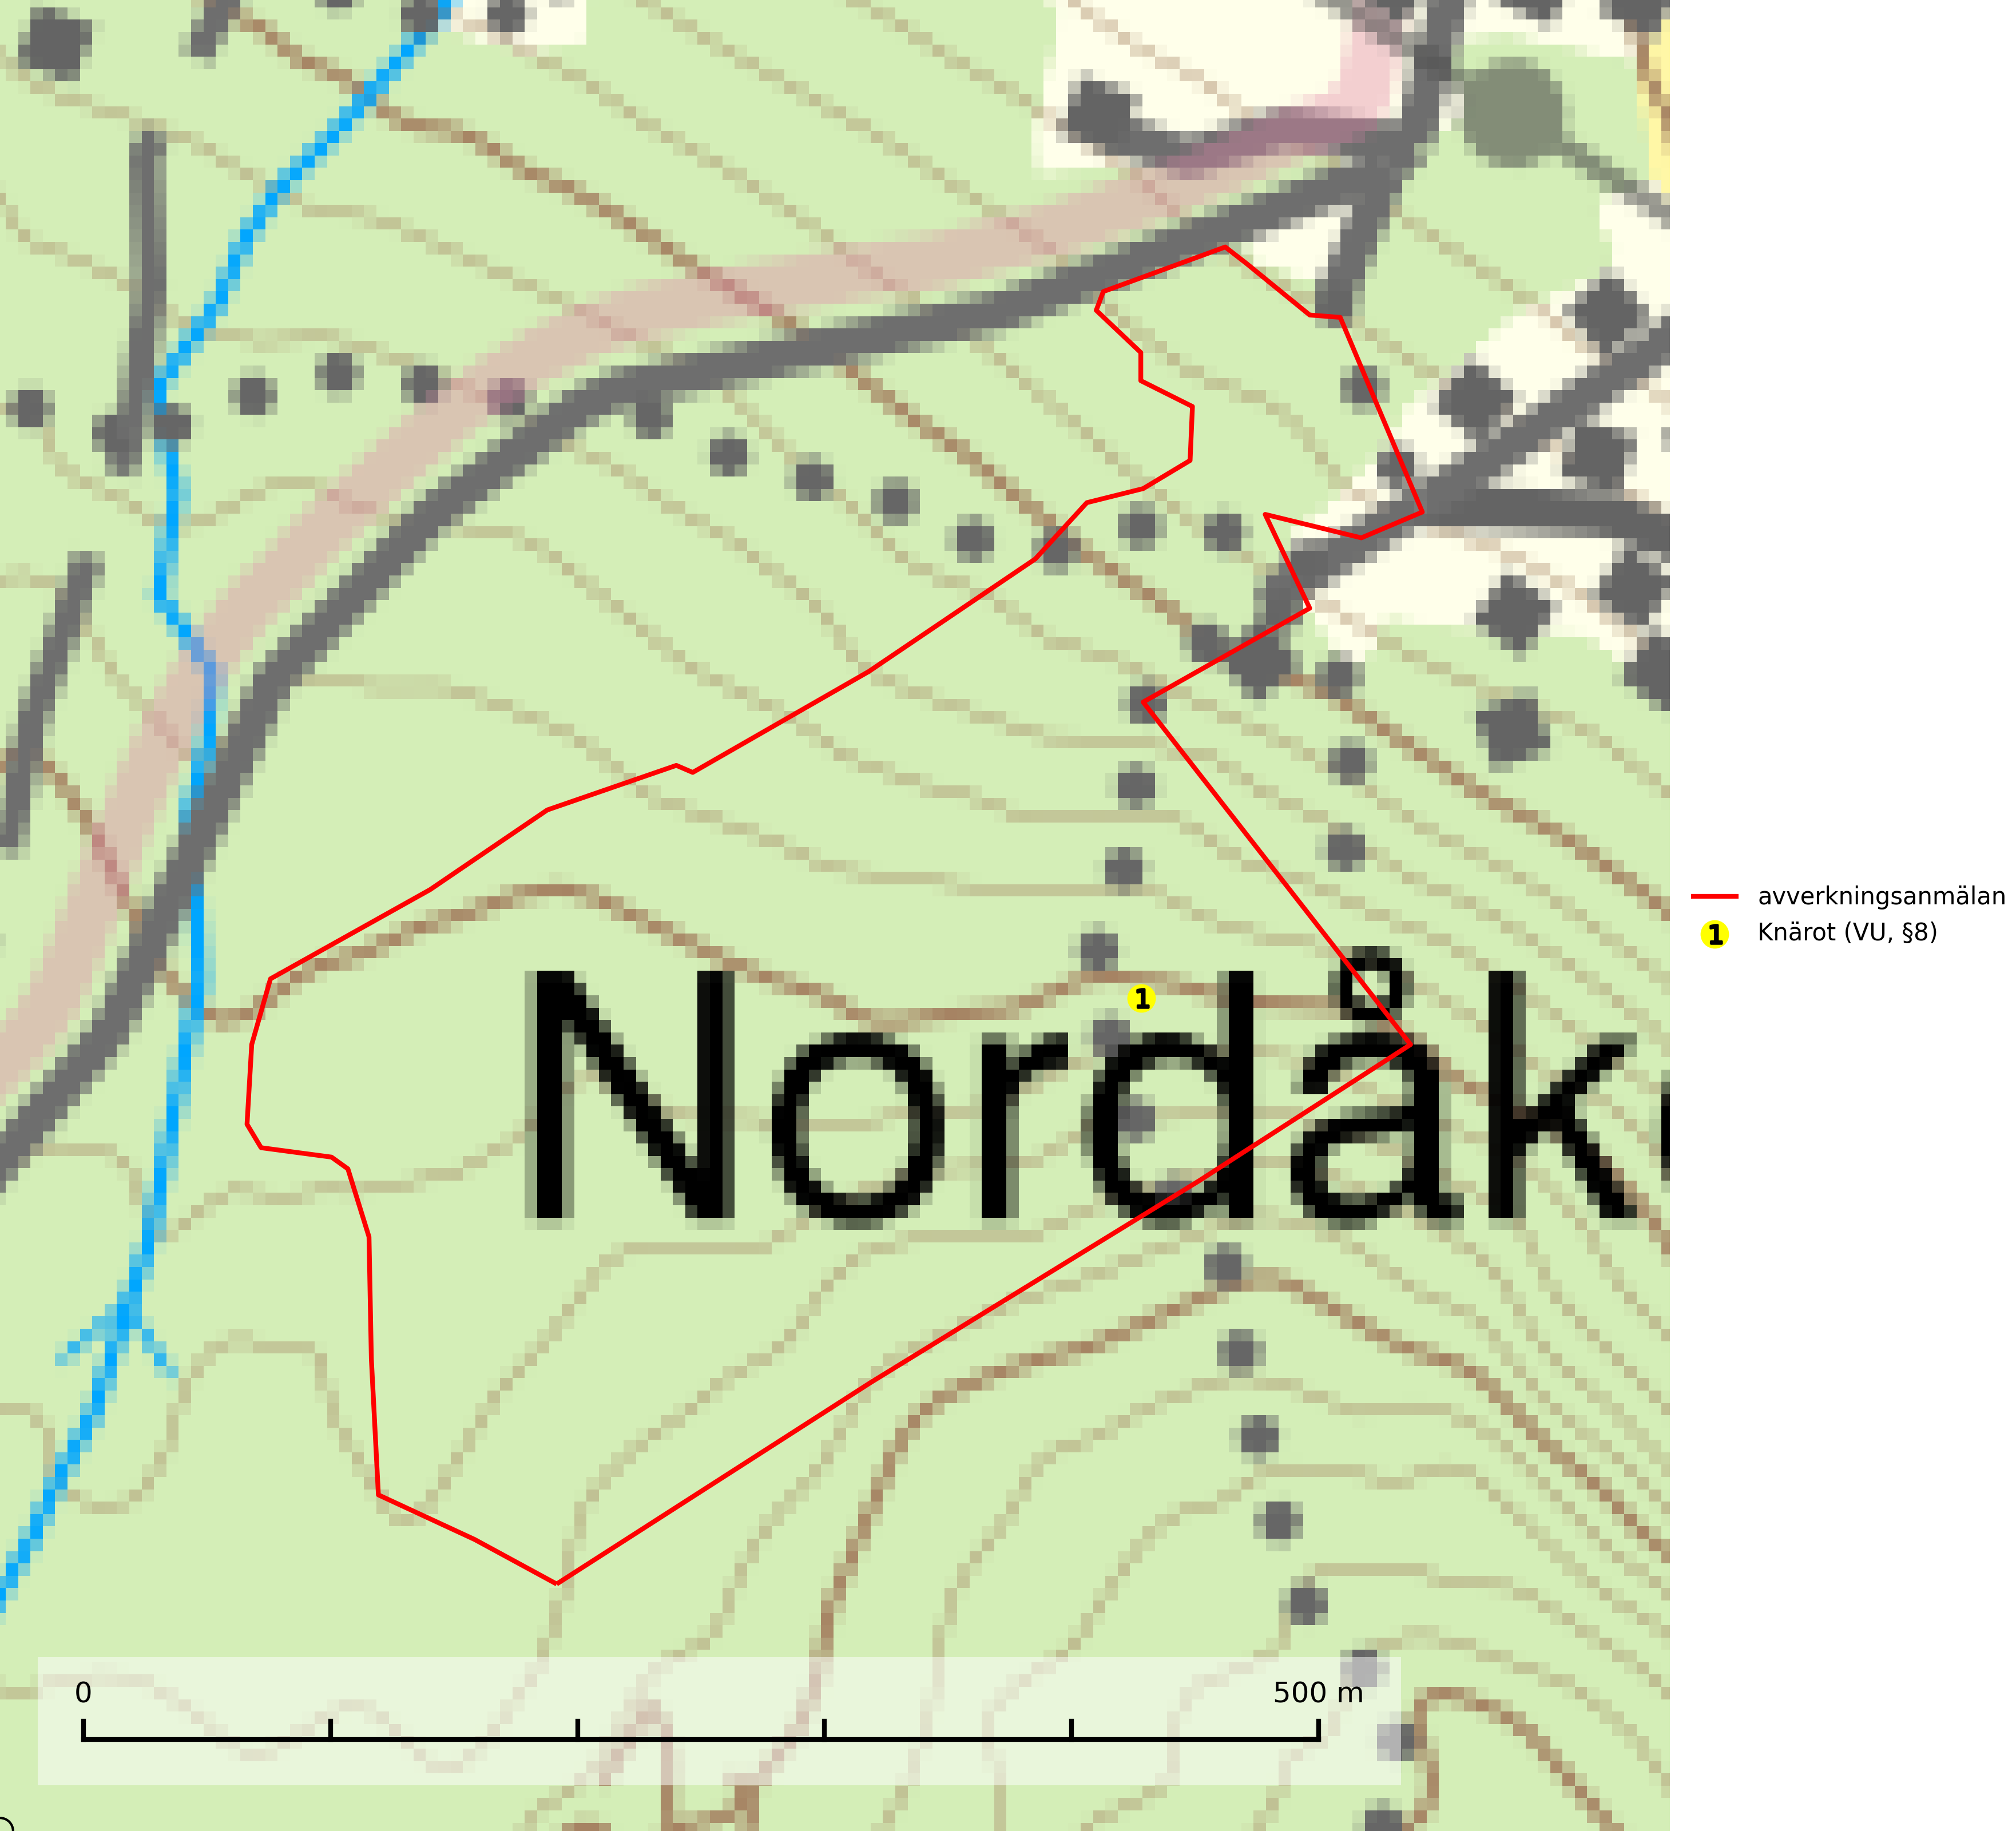 avverkningsanmälan
1 Knärot (VU, §8)
1
Nordåk
0 500 m